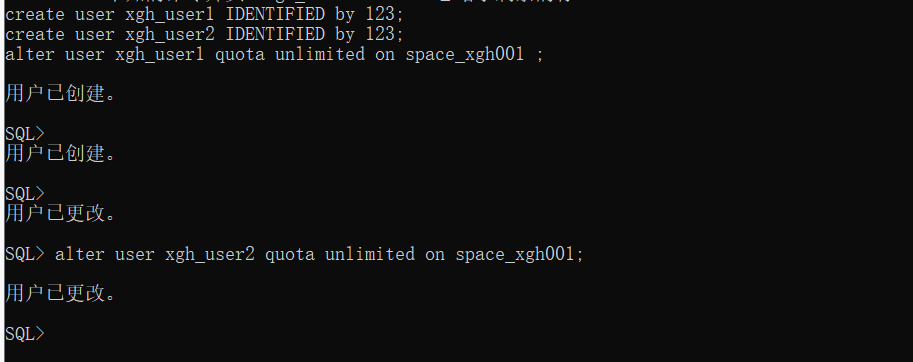 create user xgh_user1 IDENTIFIED by 123;
create user xgh_user2 IDENTIFIED by 123;
alter user xgh_user1 quota unlimited on space_xgh001 ;
用户已创建。
SQL>
用户已创建。
SQL>
用户已更改。
SQL> alter user xgh_user2 quota unlimited on space_xgh001;
用户已更改。
SQL>